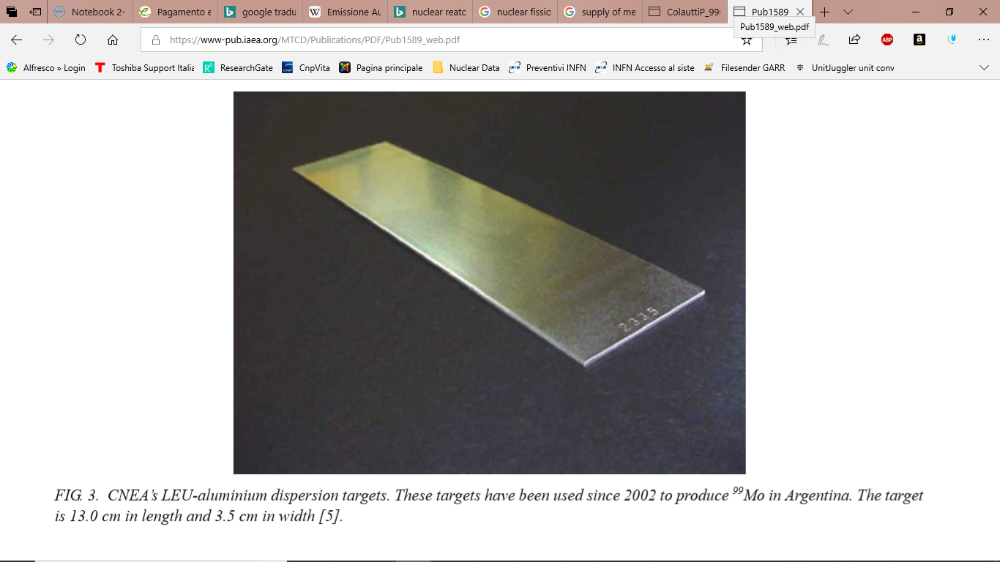 Notebook 2-
Pagamento e
google tradu
Emissione Au
nuclear reatc
nuclear fissio
supply of me
ColauttiP_99
Pub1589
Pub1589_web.pdf
https://www-pub.iaea.org/MTCD/Publications/PDF/Pub1589_web.pdf
ABP
Alfresco » Login
Toshiba Support Italia
ResearchGate
CnpVita
Pagina principale
Nuclear Data
Preventivi INFN
INFN Accesso al siste
Filesender GARR
UnitJuggler unit conv
2335
FIG. 3. CNEA's LEU-aluminium dispersion targets. These targets have been used since 2002 to produce ⁹⁹Mo in Argentina. The target
is 13.0 cm in length and 3.5 cm in width [5].